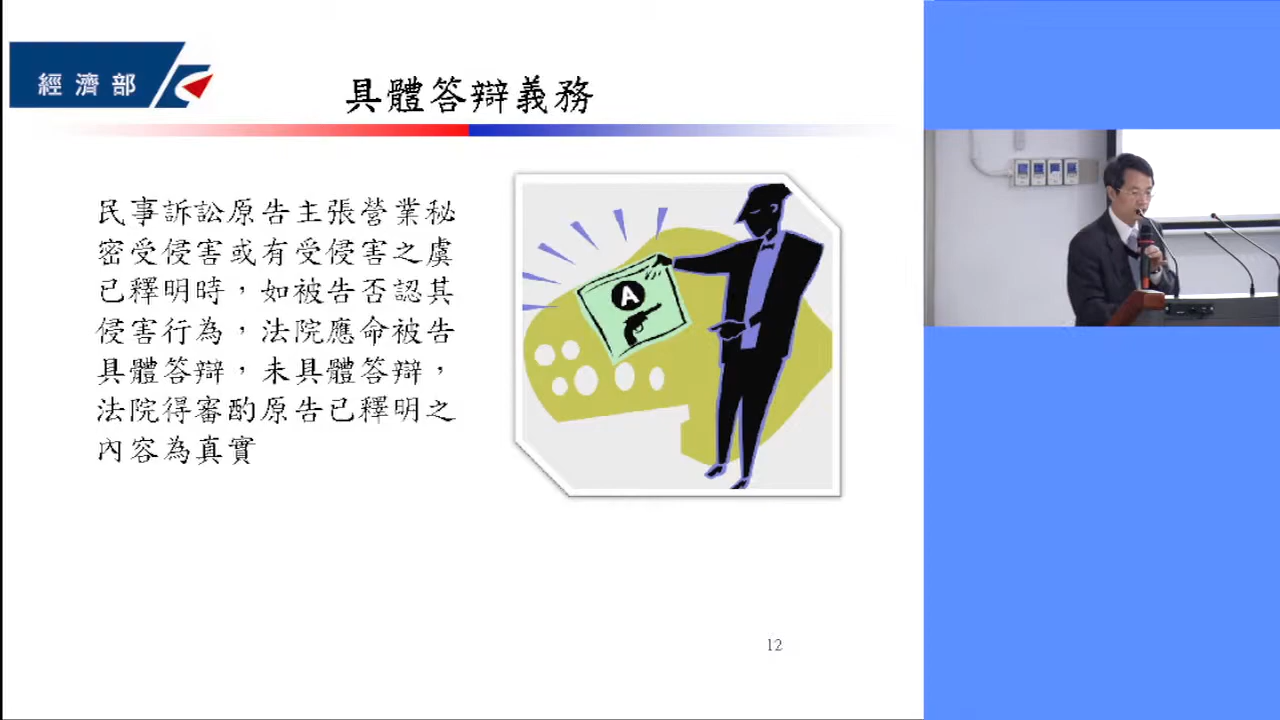 經濟部
具體答辯義務
民事訴訟原告主張營業秘
密受侵害或有受侵害之虞
已釋明時，如被告否認其
侵害行為，法院應命被告
具體答辯，未具體答辯，
法院得審酌原告已釋明之
內容為真實
A
12